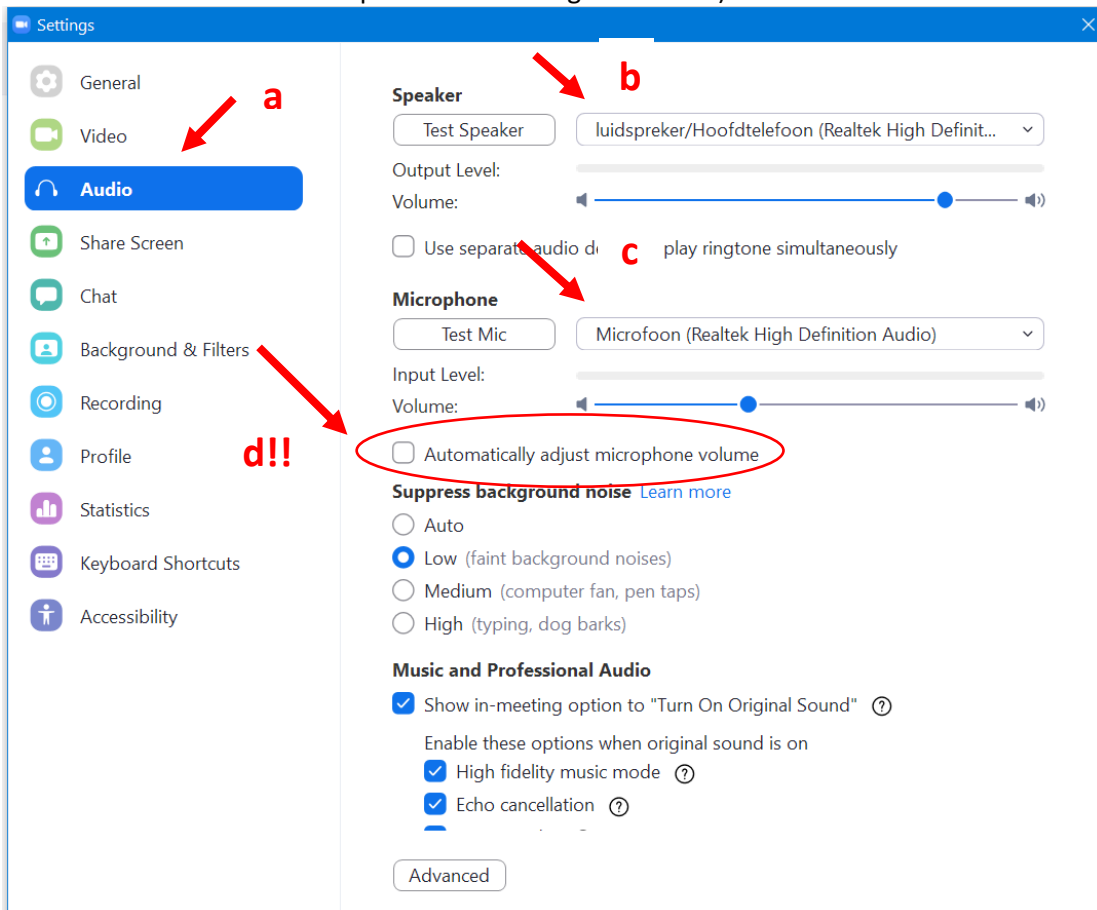 Settings
General
Video
Audio
Share Screen
Chat
Background & Filters
Recording
Profile
Statistics
Keyboard Shortcuts
Accessibility
a
b
Speaker
Test Speaker
luidspreker/Hoofdtelefoon (Realtek High Definit...
Output Level:
Volume:
Use separate audio play ringtone simultaneously
c
Microphone
Test Mic
Microfoon (Realtek High Definition Audio)
Input Level:
Volume:
d!!
Automatically adjust microphone volume
Suppress background noise Learn more
Auto
Low (faint background noises)
Medium (computer fan, pen taps)
High (typing, dog barks)
Music and Professional Audio
Show in-meeting option to "Turn On Original Sound" ?
Enable these options when original sound is on
High fidelity music mode ?
Echo cancellation ?
Advanced